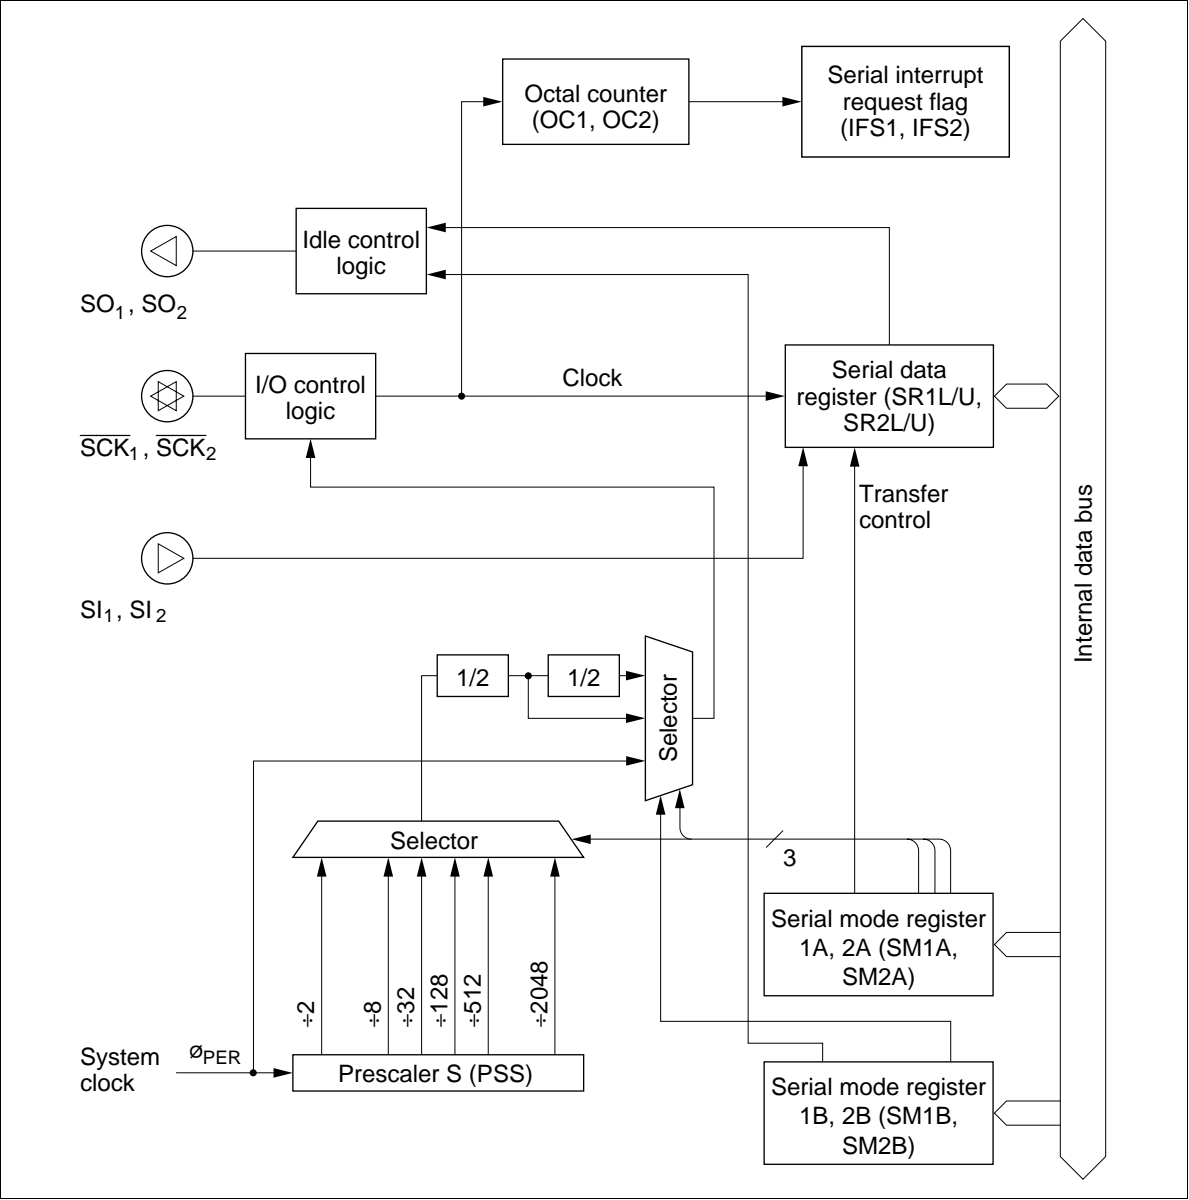 Octal counter
(OC1, OC2)
Serial interrupt
request flag
(IFS1, IFS2)
Idle control
logic
SO1, SO2
I/O control
logic
Clock
Serial data
register (SR1L/U,
SR2L/U)
SCK1, SCK2
Transfer
control
Internal data bus
SI1, SI2
1/2
1/2
Selector
Selector
3
÷2
÷8
÷32
÷128
÷512
÷2048
Serial mode register
1A, 2A (SM1A,
SM2A)
System
clock
øPER
Prescaler S (PSS)
Serial mode register
1B, 2B (SM1B,
SM2B)